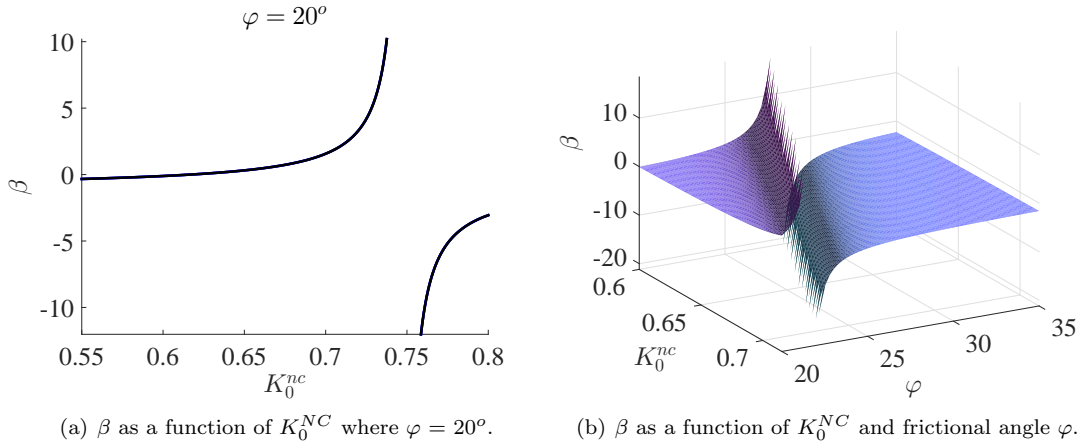 φ = 20°
10
5
0
-5
-10
β
0.55 0.6 0.65 0.7 0.75 0.8
K_0^{nc}
(a) β as a function of K_0^{NC} where φ = 20°.
10
0
-10
-20
β
0.6
0.65
0.7
K_0^{nc}
20
25
30
35
φ
(b) β as a function of K_0^{NC} and frictional angle φ.